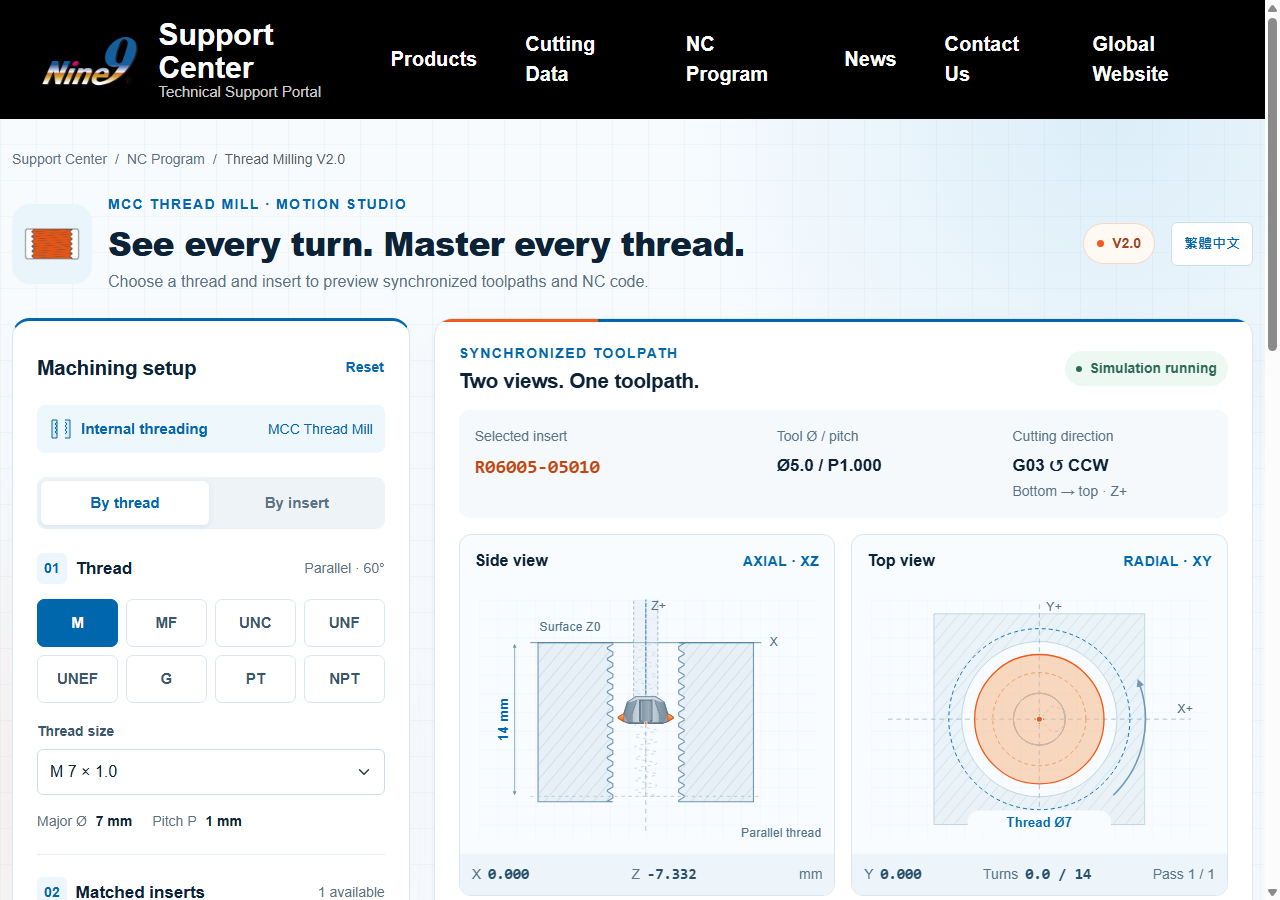 Nine9
Support
Center
Technical Support Portal
Products
Cutting
Data
NC
Program
News
Contact
Us
Global
Website
Support Center / NC Program / Thread Milling V2.0
MCC THREAD MILL · MOTION STUDIO
See every turn. Master every thread.
Choose a thread and insert to preview synchronized toolpaths and NC code.
V2.0
繁體中文
Machining setup
Reset
Internal threading
MCC Thread Mill
By thread
By insert
01 Thread
Parallel · 60°
M
MF
UNC
UNF
UNEF
G
PT
NPT
Thread size
M 7 × 1.0
Major Ø 7 mm Pitch P 1 mm
02 Matched inserts
1 available
SYNCHRONIZED TOOLPATH
Two views. One toolpath.
Simulation running
Selected insert
R06005-05010
Tool Ø / pitch
Ø5.0 / P1.000
Cutting direction
G03 ↺ CCW
Bottom → top · Z+
Side view
AXIAL · XZ
Z+
Surface Z0
X
14 mm
Parallel thread
X 0.000
Z -7.332
mm
Top view
RADIAL · XY
Y+
X+
Thread Ø7
Y 0.000
Turns 0.0 / 14
Pass 1 / 1